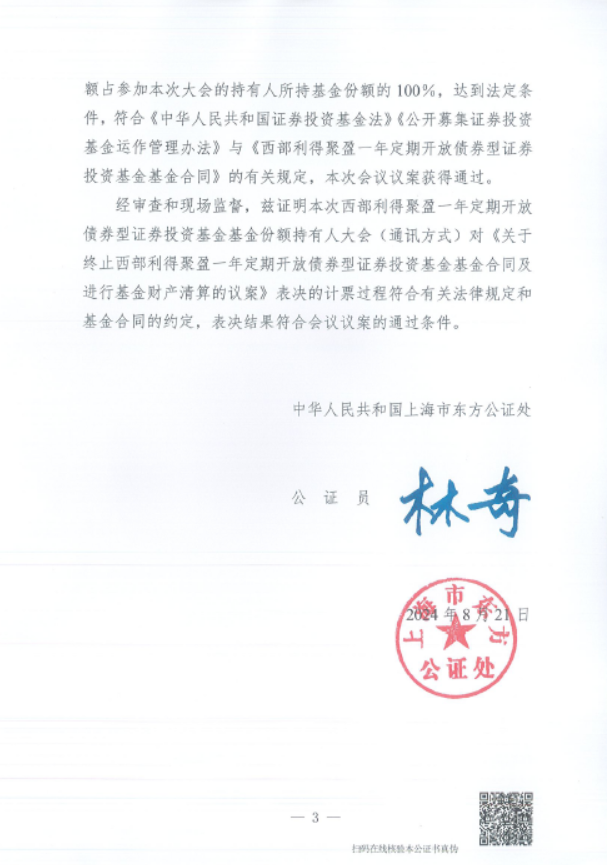 额占参加本次大会的持有人所持基金份额的 100%，达到法定条
件，符合《中华人民共和国证券投资基金法》《公开募集证券投资
基金运作管理办法》与《西部利得聚盈一年定期开放债券型证券
投资基金基金合同》的有关规定，本次会议议案获得通过。
经审查和现场监督，兹证明本次西部利得聚盈一年定期开放
债券型证券投资基金基金份额持有人大会（通讯方式）对《关于
终止西部利得聚盈一年定期开放债券型证券投资基金基金合同及
进行基金财产清算的议案》表决的计票过程符合有关法律规定和
基金合同的约定，表决结果符合会议议案的通过条件。
中华人民共和国上海市东方公证处
公 证 员 林奇
2024 年 8 月 21 日
上海市东方
公证处
— 3 —
扫码在线核验本公证书真伪